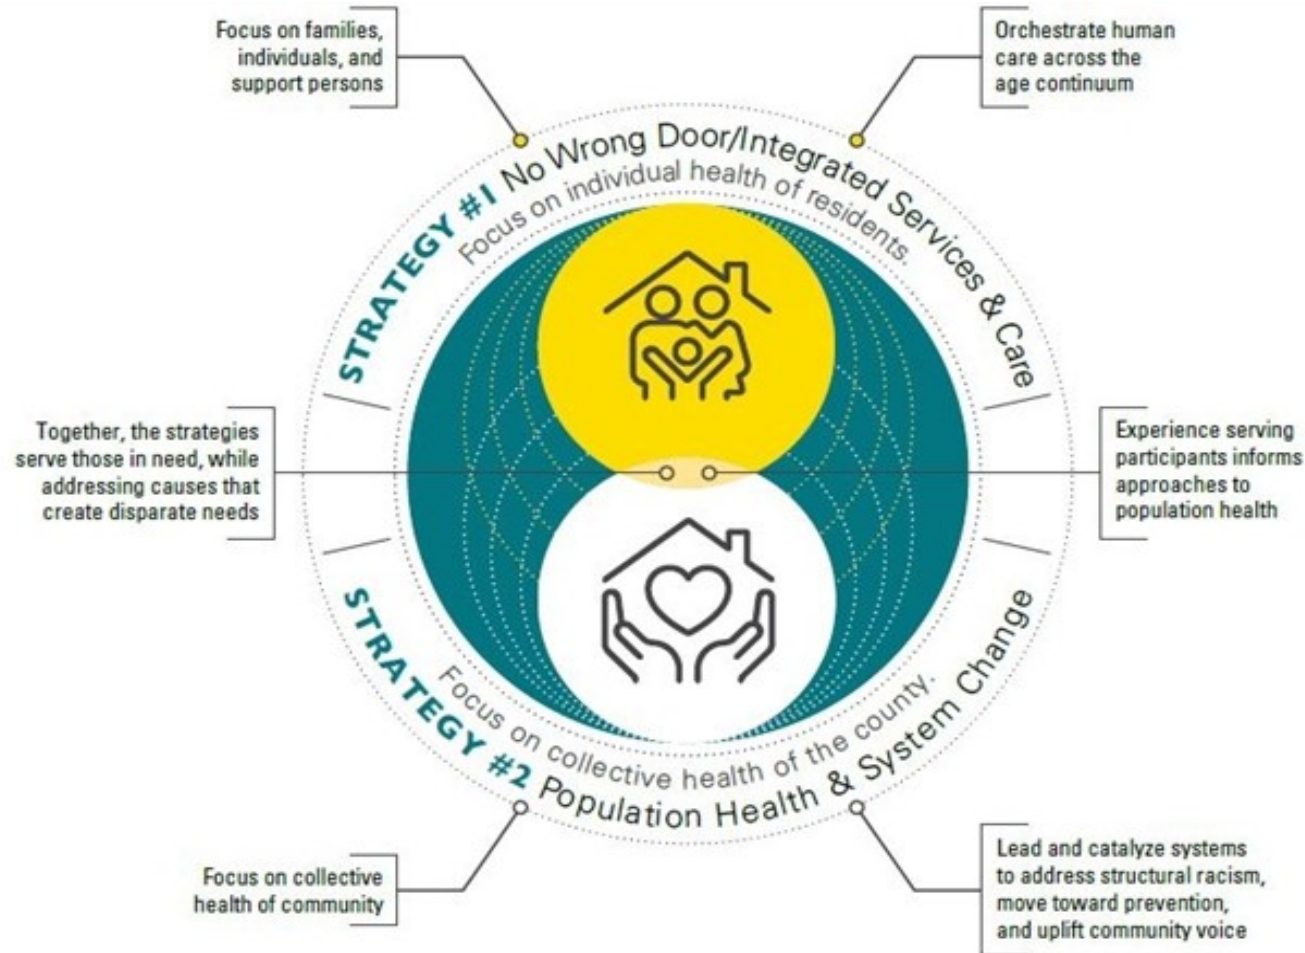 Focus on families,
individuals, and
support persons
Orchestrate human
care across the
age continuum
STRATEGY #1 No Wrong Door/Integrated Services & Care
Focus on individual health of residents.
Together, the strategies
serve those in need, while
addressing causes that
create disparate needs
Experience serving
participants informs
approaches to
population health
Focus on collective health of the county.
STRATEGY #2 Population Health & System Change
Focus on collective
health of community
Lead and catalyze systems
to address structural racism,
move toward prevention,
and uplift community voice